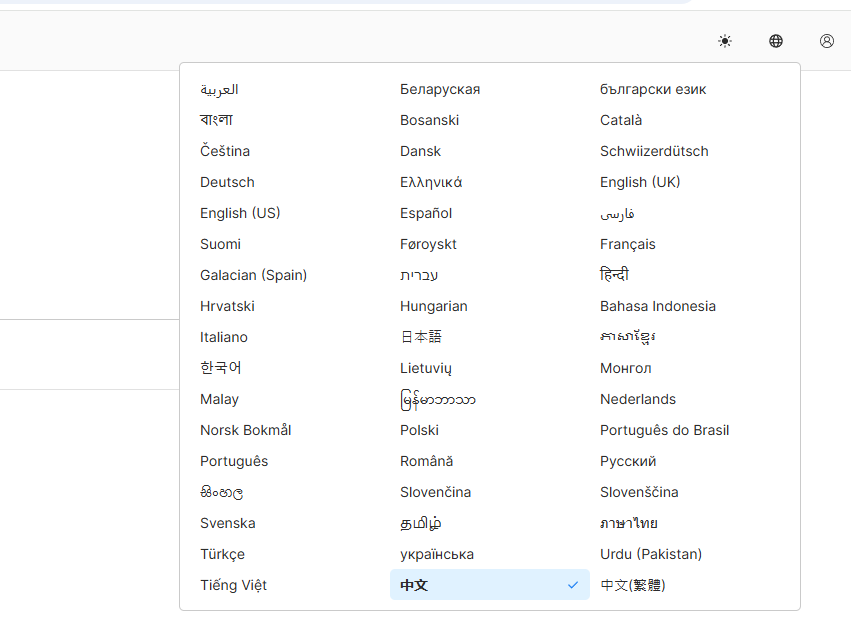 العربية
Беларуская
български език
বাংলা
Bosanski
Català
Čeština
Dansk
Schwiizerdütsch
Deutsch
Ελληνικά
English (UK)
English (US)
Español
فارسی
Suomi
Føroyskt
Français
Galacian (Spain)
עברית
हिन्दी
Hrvatski
Hungarian
Bahasa Indonesia
Italiano
日本語
ភាសាខ្មែរ
한국어
Lietuvių
Монгол
Malay
မြန်မာဘာသာ
Nederlands
Norsk Bokmål
Polski
Português do Brasil
Português
Română
Русский
සිංහල
Slovenčina
Slovenščina
Svenska
தமிழ்
ภาษาไทย
Türkçe
українська
Urdu (Pakistan)
Tiếng Việt
中文
中文(繁體)